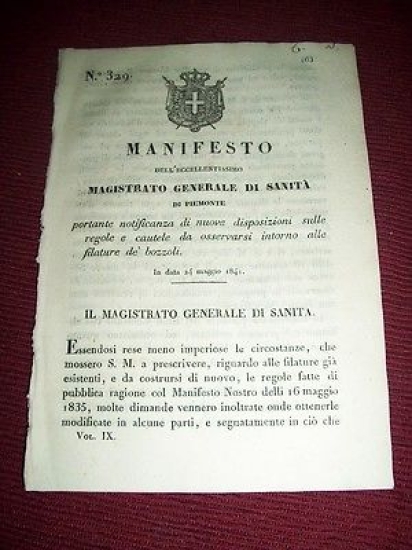 N.° 329.
MANIFESTO
DELL'ECCELLENTISSIMO
MAGISTRATO GENERALE DI SANITÀ
DI PIEMONTE
portante notificanza di nuove disposizioni sulle
regole e cautele da osservarsi intorno alle
filature de' bozzoli.
In data 24 maggio 1841.
IL MAGISTRATO GENERALE DI SANITA.
Essendosi rese meno imperiose le circostanze, che
mossero S. M. a prescrivere, riguardo alle filature già
esistenti, e da costrursi di nuovo, le regole fatte di
pubblica ragione col Manifesto Nostro delli 16 maggio
1835, molte dimande vennero inoltrate onde ottenerle
modificate in alcune parti, e segnatamente in ciò che
Vol. IX.